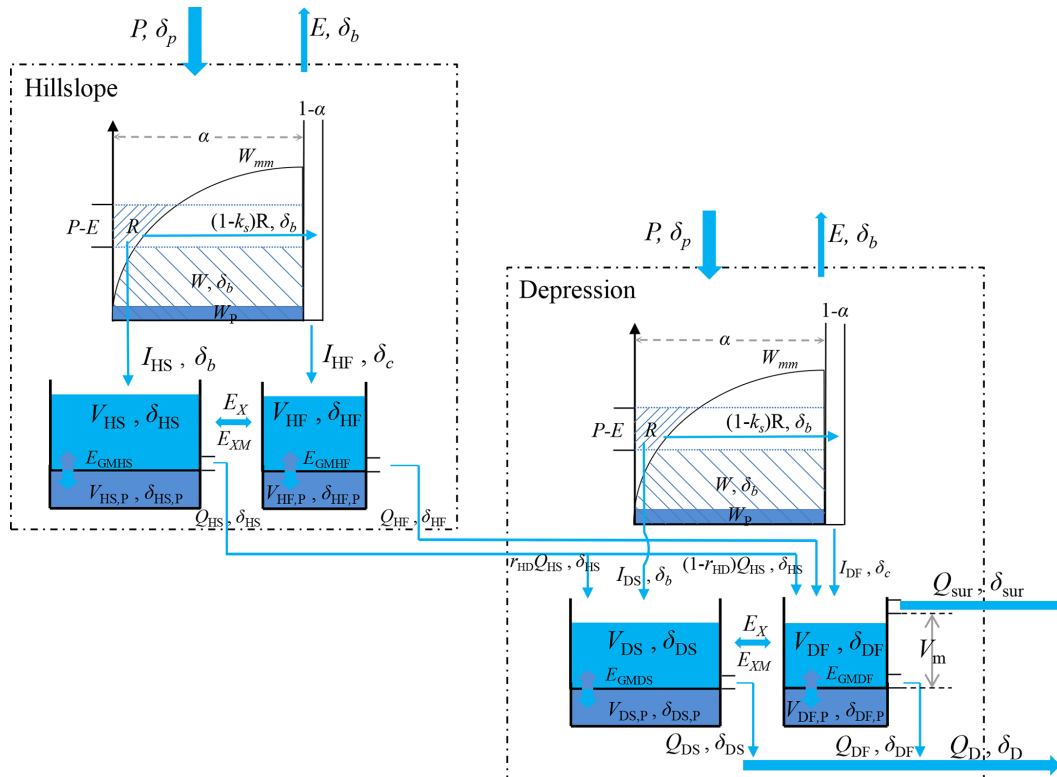 P, δp
E, δb
Hillslope
1-α
α
Wmm
P-E
R
(1-ks)R, δb
W, δb
WP
IHS , δb
IHF , δc
VHS , δHS
EX
EXM
VHF , δHF
EGMHS
EGMHF
VHS,P , δHS,P
VHF,P , δHF,P
QHS , δHS
QHF , δHF
P, δp
E, δb
Depression
1-α
α
Wmm
P-E
R
(1-ks)R, δb
W, δb
WP
rHDQHS , δHS
IDS , δb
(1-rHD)QHS , δHS
IDF , δc
Qsur , δsur
VDS , δDS
EX
EXM
VDF , δDF
Vm
EGMDS
EGMDF
VDS,P , δDS,P
VDF,P , δDF,P
QDS , δDS
QDF , δDF
QD, δD